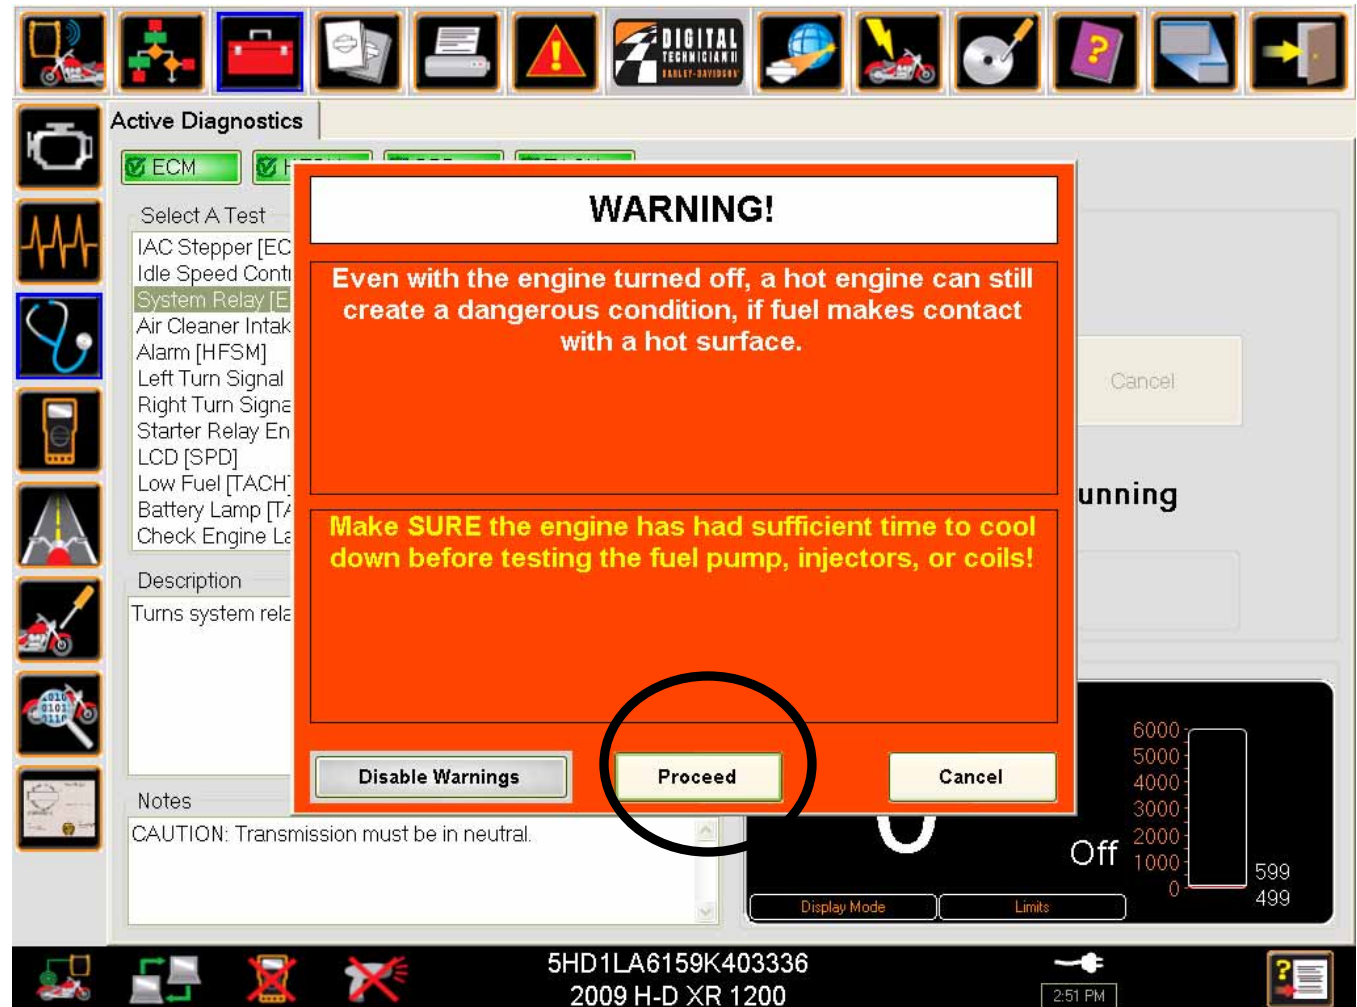 DIGITAL
TECHNICIAN II
HARLEY-DAVIDSON
Active Diagnostics
ECM
Select A Test
IAC Stepper [EC
Idle Speed Cont
System Relay [E
Air Cleaner Intak
Alarm [HFSM]
Left Turn Signal
Right Turn Signa
Starter Relay En
LCD [SPD]
Low Fuel [TACH]
Battery Lamp [TA
Check Engine La
Description
Turns system rela
Notes
CAUTION: Transmission must be in neutral.
WARNING!
Even with the engine turned off, a hot engine can still
create a dangerous condition, if fuel makes contact
with a hot surface.
Make SURE the engine has had sufficient time to cool
down before testing the fuel pump, injectors, or coils!
Disable Warnings
Proceed
Cancel
Cancel
unning
Off
6000
5000
4000
3000
2000
1000
0
599
499
Display Mode
Limits
5HD1LA6159K403336
2009 H-D XR 1200
2:51 PM